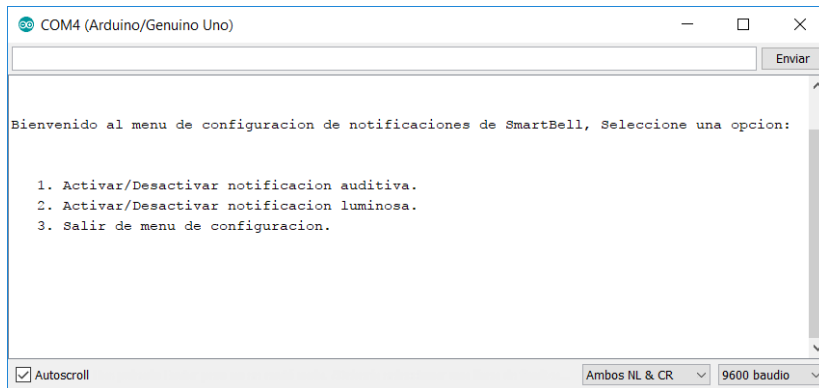 COM4 (Arduino/Genuino Uno)
Enviar
Bienvenido al menu de configuracion de notificaciones de SmartBell, Seleccione una opcion:
1. Activar/Desactivar notificacion auditiva.
2. Activar/Desactivar notificacion luminosa.
3. Salir de menu de configuracion.
Autoscroll
Ambos NL & CR
9600 baudio